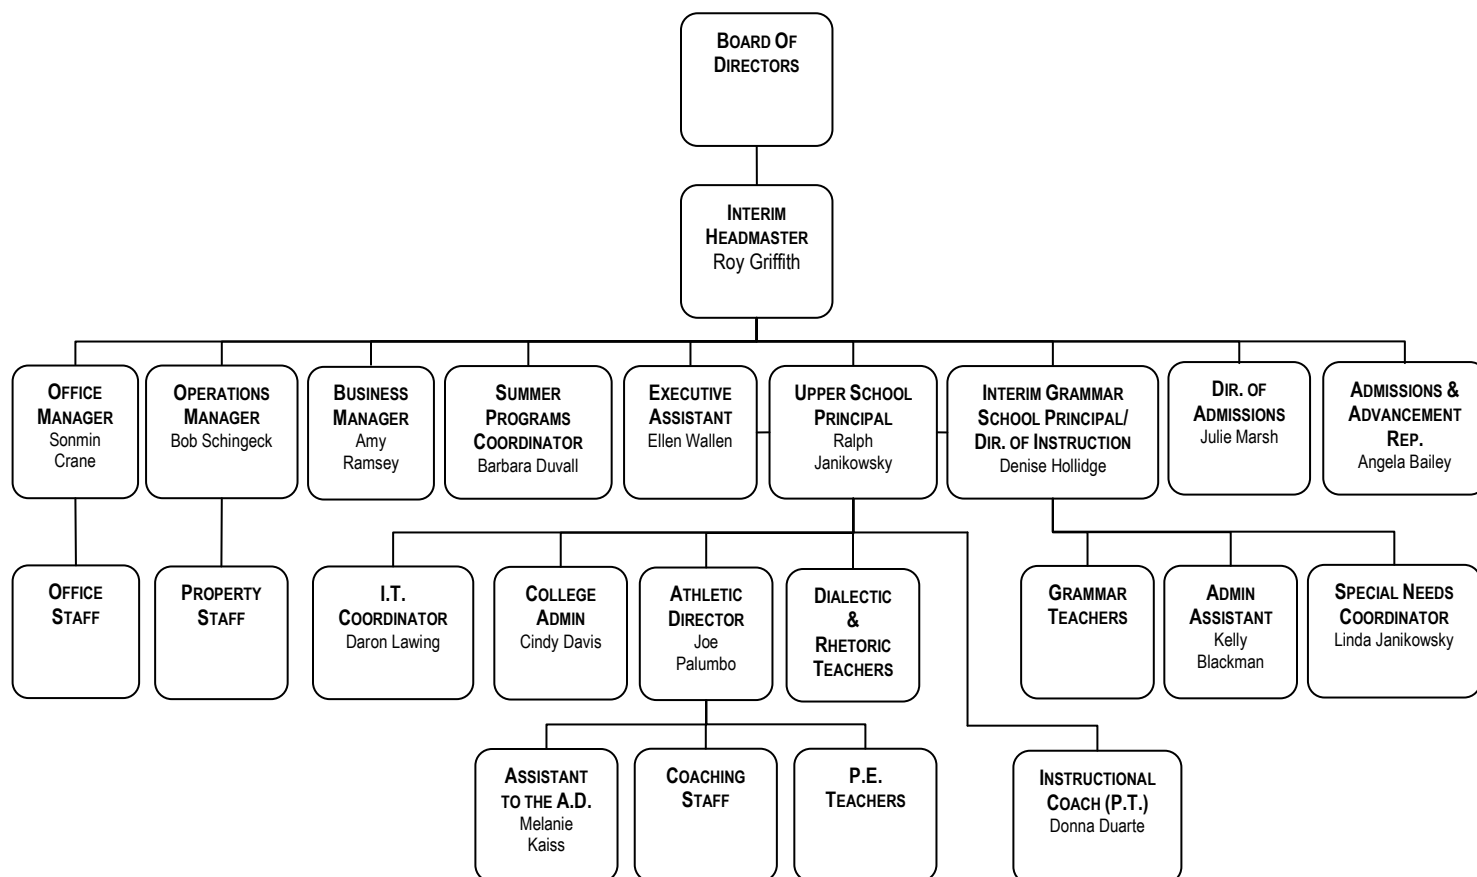 BOARD OF
DIRECTORS
INTERIM
HEADMASTER
Roy Griffith
OFFICE
MANAGER
Sonmin
Crane
OPERATIONS
MANAGER
Bob Schingeck
BUSINESS
MANAGER
Amy
Ramsey
SUMMER
PROGRAMS
COORDINATOR
Barbara Duvall
EXECUTIVE
ASSISTANT
Ellen Wallen
UPPER SCHOOL
PRINCIPAL
Ralph
Janikowsky
INTERIM GRAMMAR
SCHOOL PRINCIPAL/
DIR. OF INSTRUCTION
Denise Hollidge
DIR. OF
ADMISSIONS
Julie Marsh
ADMISSIONS &
ADVANCEMENT
REP.
Angela Bailey
OFFICE
STAFF
PROPERTY
STAFF
I.T.
COORDINATOR
Daron Lawing
COLLEGE
ADMIN
Cindy Davis
ATHLETIC
DIRECTOR
Joe
Palumbo
DIALECTIC
&
RHETORIC
TEACHERS
GRAMMAR
TEACHERS
ADMIN
ASSISTANT
Kelly
Blackman
SPECIAL NEEDS
COORDINATOR
Linda Janikowsky
ASSISTANT
TO THE A.D.
Melanie
Kaiss
COACHING
STAFF
P.E.
TEACHERS
INSTRUCTIONAL
COACH (P.T.)
Donna Duarte